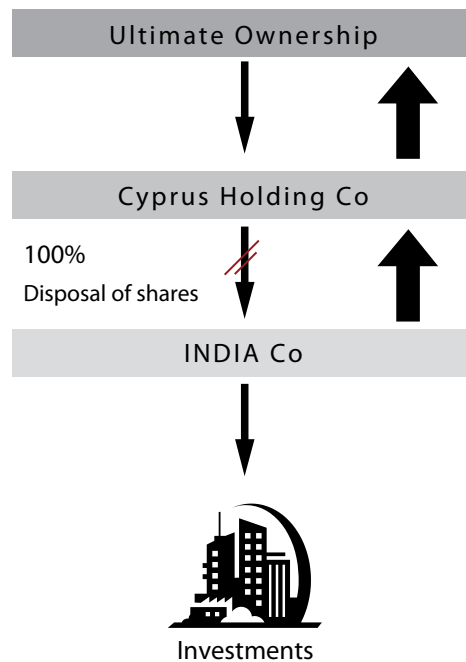 Ultimate Ownership
Cyprus Holding Co
100%
Disposal of shares
INDIA Co
Investments